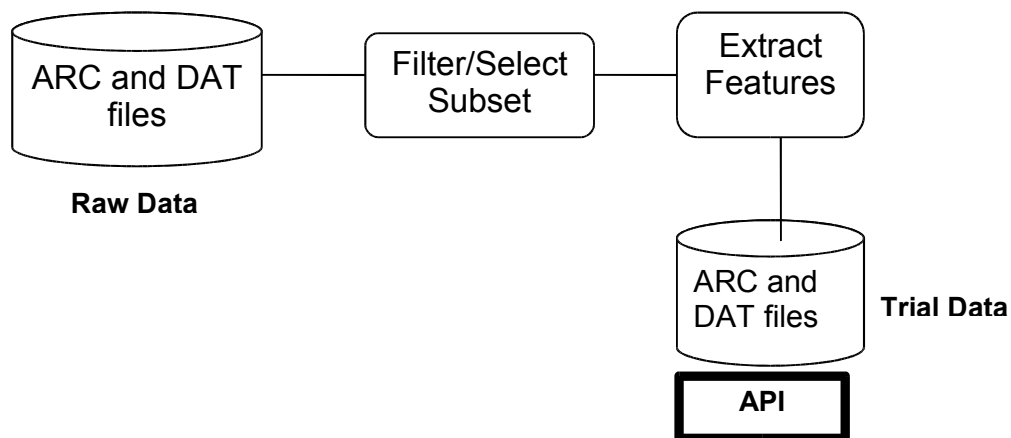 ARC and DAT
files
Raw Data
Filter/Select
Subset
Extract
Features
ARC and
DAT files
Trial Data
API